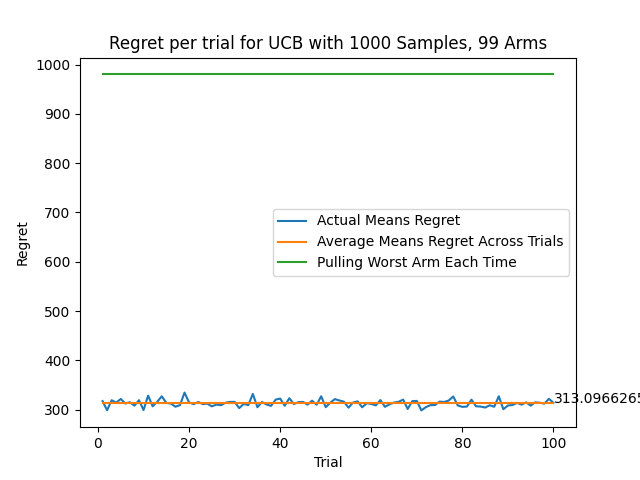 Regret per trial for UCB with 1000 Samples, 99 Arms
1000
900
800
700
600
500
400
300
Regret
Actual Means Regret
Average Means Regret Across Trials
Pulling Worst Arm Each Time
313.0966265
0
20
40
60
80
100
Trial